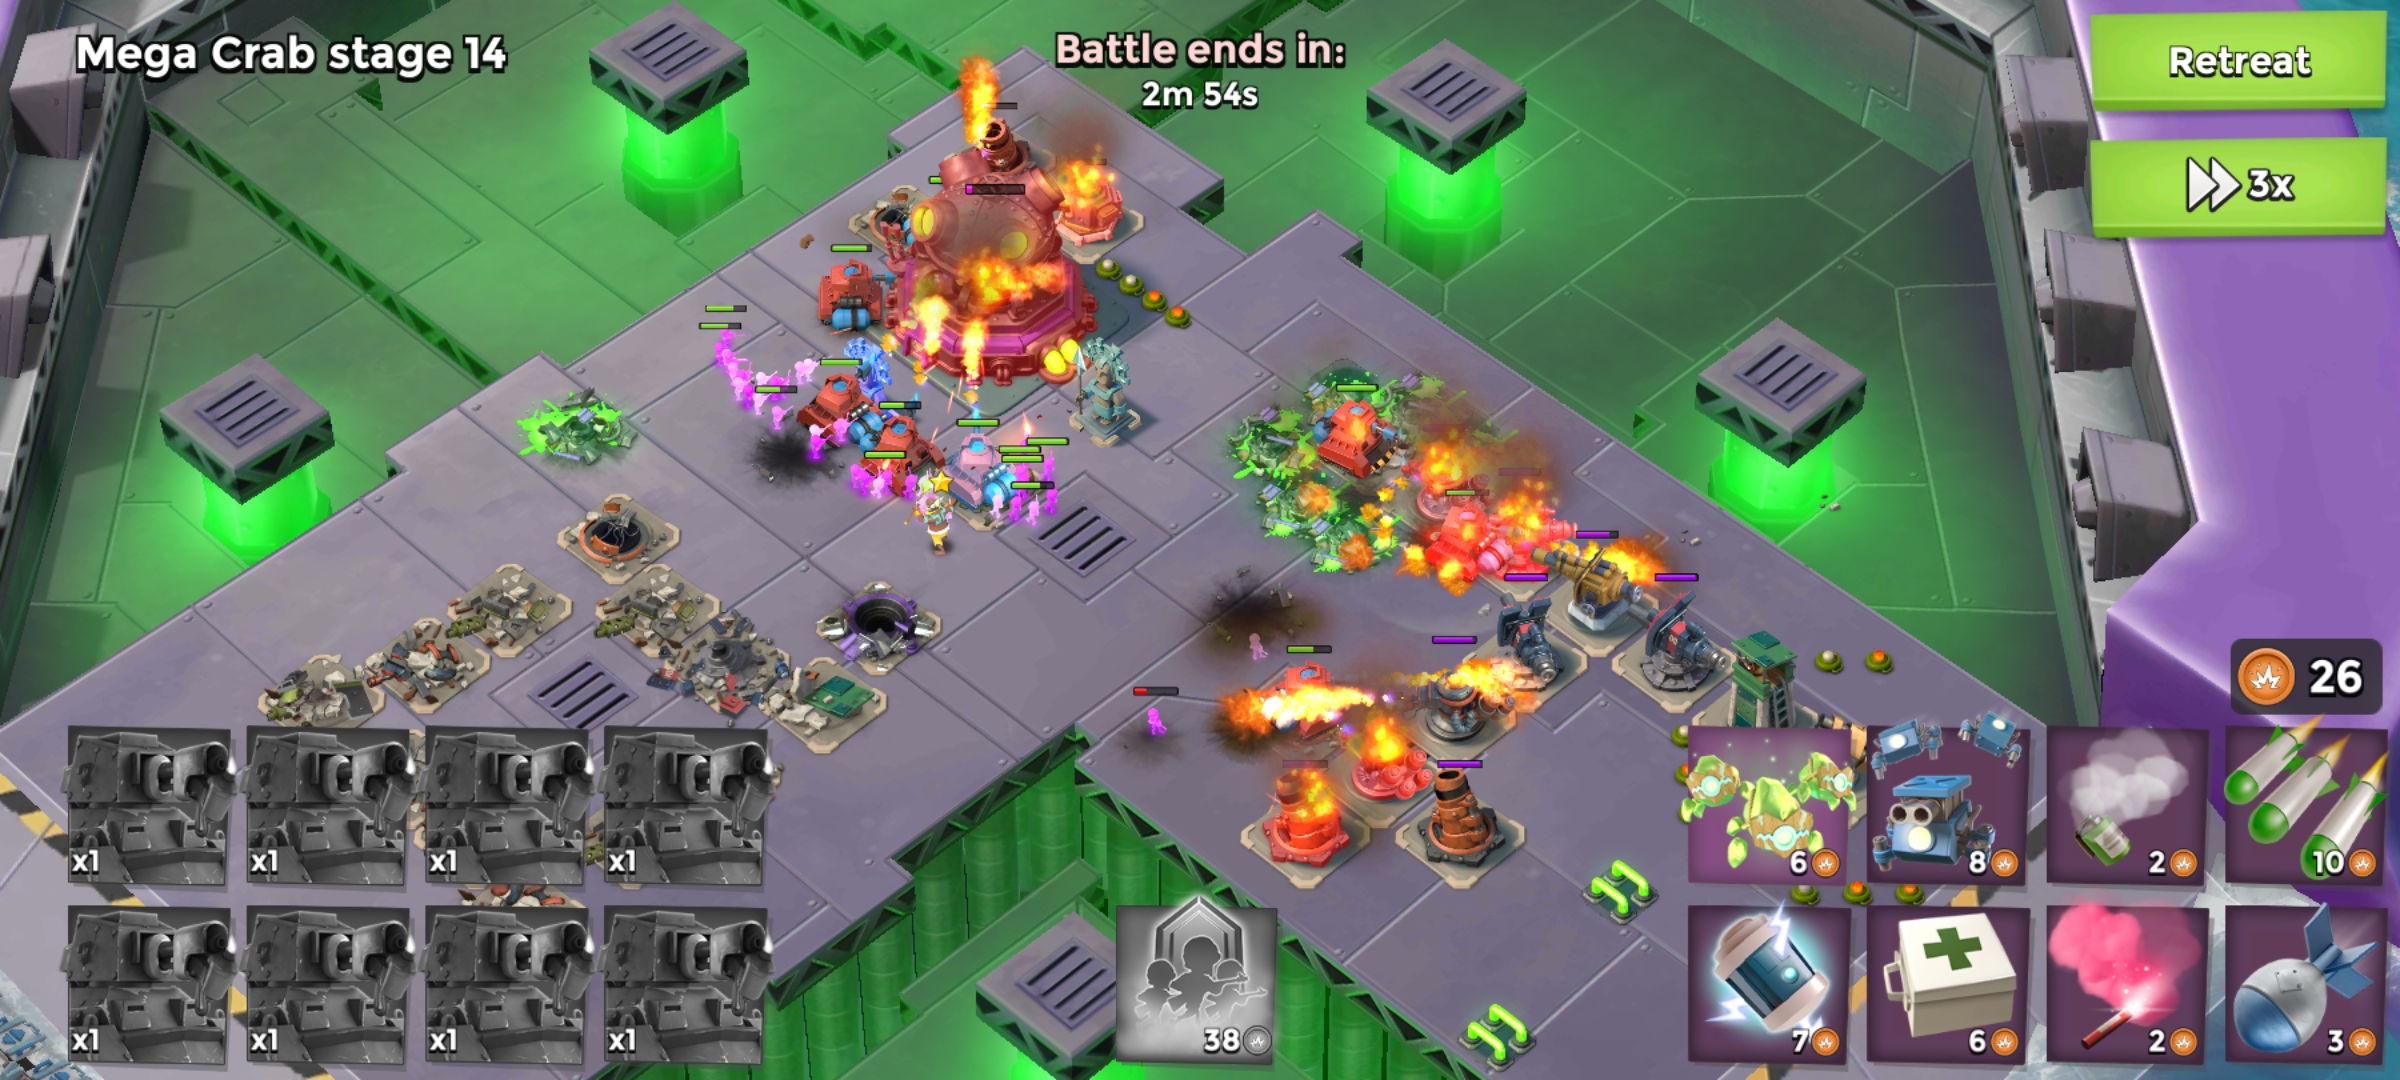 Mega Crab stage 14
Battle ends in:
2m 54s
Retreat
3x
26
x1
x1
x1
x1
6
8
2
10
x1
x1
x1
x1
38
7
6
2
3